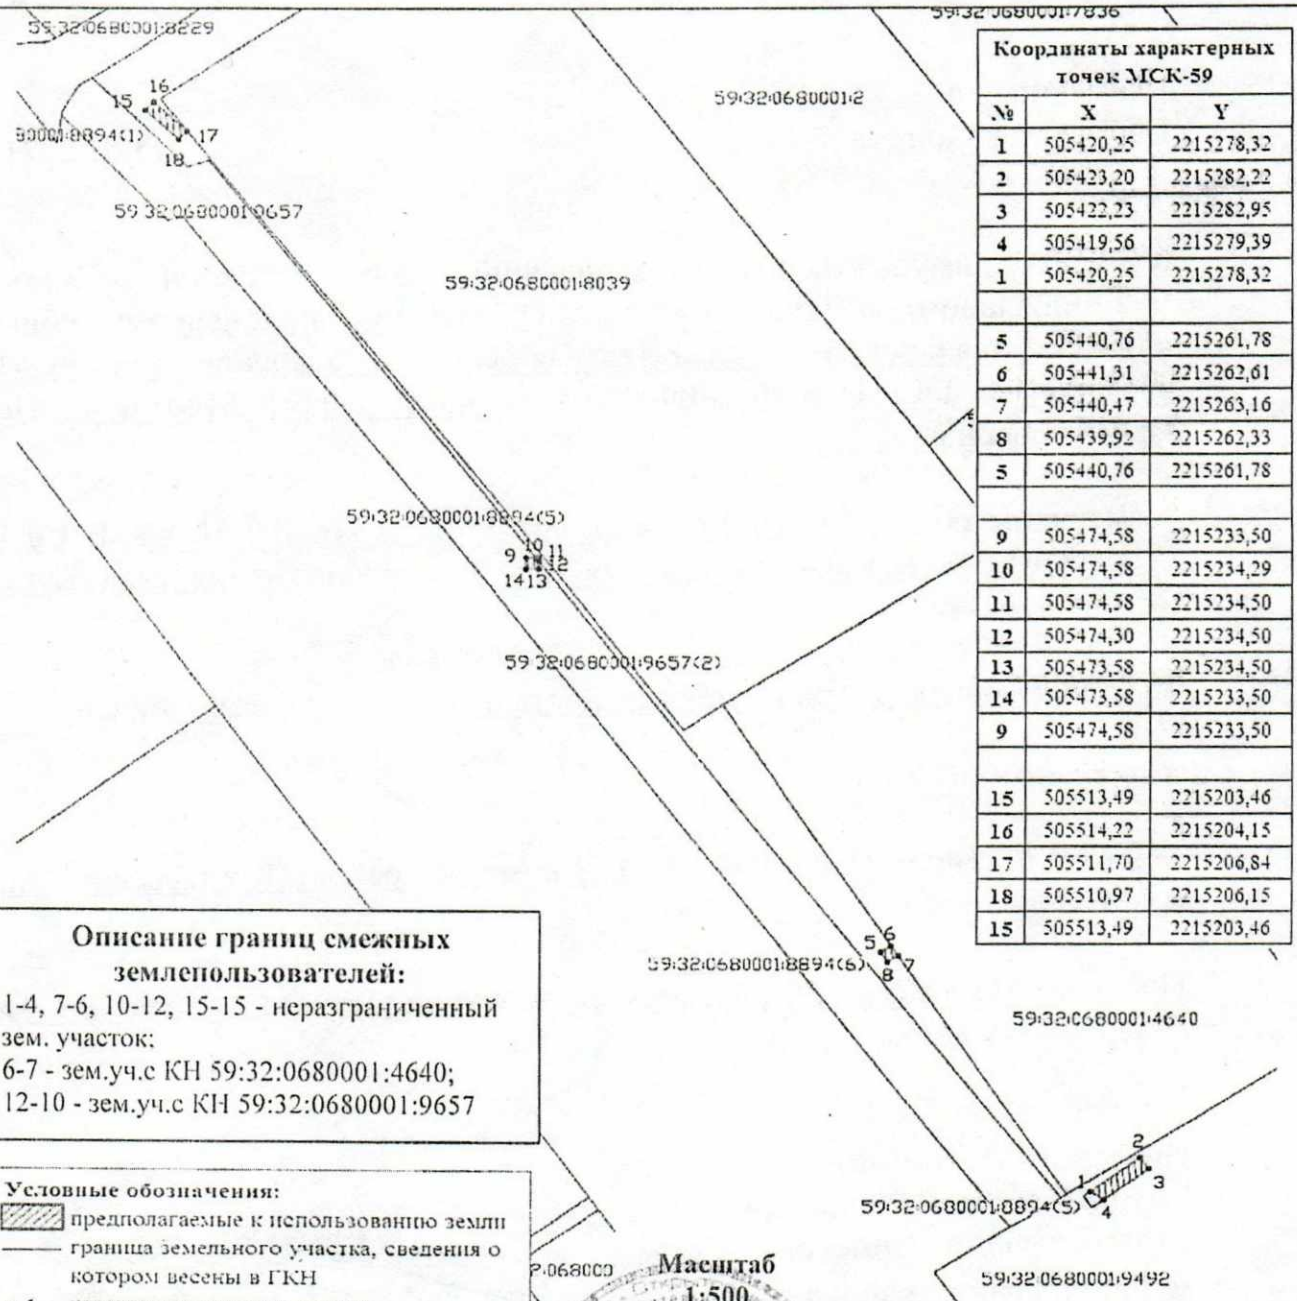 59:32:0680001:8229
59:32:0680001:7836
16
15
17
18
80001:8894(1)
59:32:0680001:9657
59:32:0680001:2
59:32:0680001:8039
Координаты характерных
точек МСК-59
№ X Y
1 505420,25 2215278,32
2 505423,20 2215282,22
3 505422,23 2215282,95
4 505419,56 2215279,39
1 505420,25 2215278,32
5 505440,76 2215261,78
6 505441,31 2215262,61
7 505440,47 2215263,16
8 505439,92 2215262,33
5 505440,76 2215261,78
9 505474,58 2215233,50
10 505474,58 2215234,29
11 505474,58 2215234,50
12 505474,30 2215234,50
13 505473,58 2215234,50
14 505473,58 2215233,50
9 505474,58 2215233,50
15 505513,49 2215203,46
16 505514,22 2215204,15
17 505511,70 2215206,84
18 505510,97 2215206,15
15 505513,49 2215203,46
59:32:0680001:8894(5)
9 10 11
12
14 13
59:32:0680001:9657(2)
5 6
7
8
59:32:0680001:8894(6)
59:32:0680001:4640
Описание границ смежных
землепользователей:
1-4, 7-6, 10-12, 15-15 - неразграниченный
зем. участок;
6-7 - зем.уч.с КН 59:32:0680001:4640;
12-10 - зем.уч.с КН 59:32:0680001:9657
2
1
3
4
59:32:0680001:8894(5)
Условные обозначения:
предполагаемые к использованию земли
граница земельного участка, сведения о
котором весены в ГКН
2:068000
Масштаб
1:500
59:32:0680001:9492